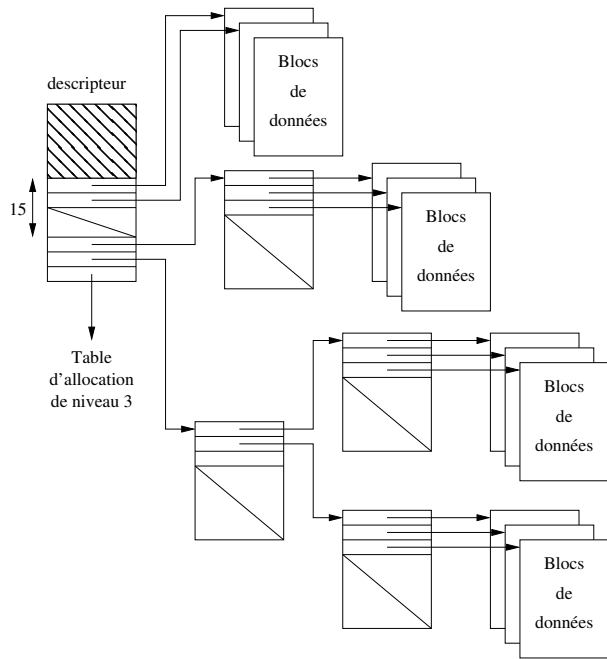 Blocs
de
données
descripteur
15
Blocs
de
données
Table
d'allocation
de niveau 3
Blocs
de
données
Blocs
de
données